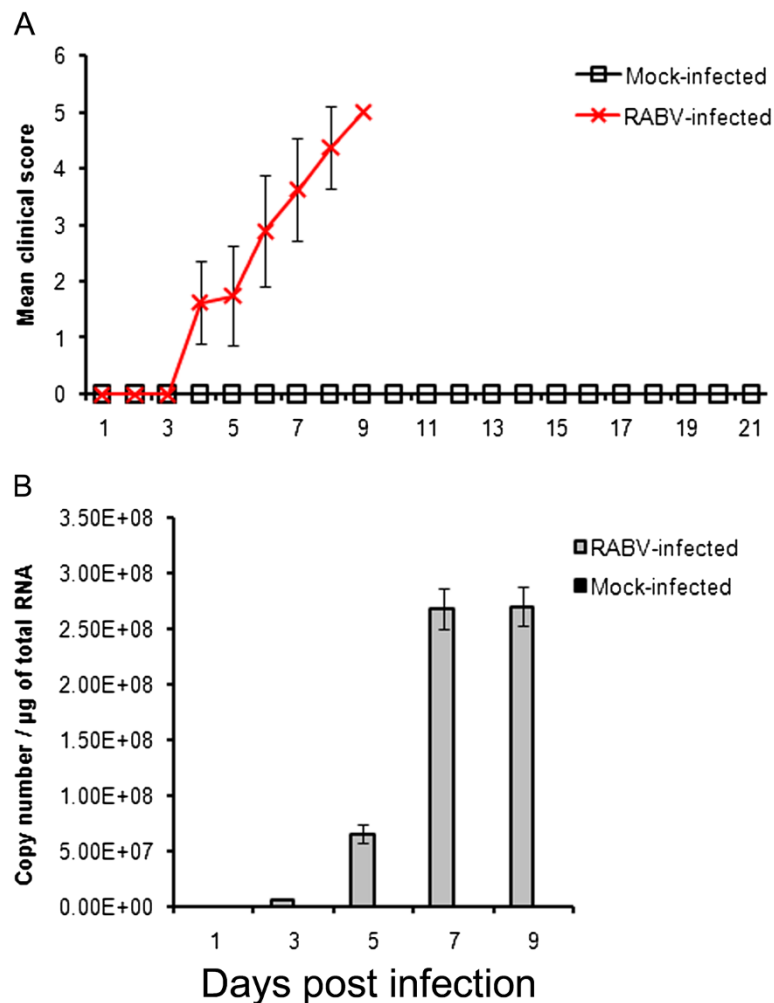 A
Mean clinical score
6
5
4
3
2
1
0
1 3 5 7 9 11 13 15 17 19 21
Mock-infected
RABV-infected
B
Copy number / µg of total RNA
3.50E+08
3.00E+08
2.50E+08
2.00E+08
1.50E+08
1.00E+08
5.00E+07
0.00E+00
1 3 5 7 9
RABV-infected
Mock-infected
Days post infection